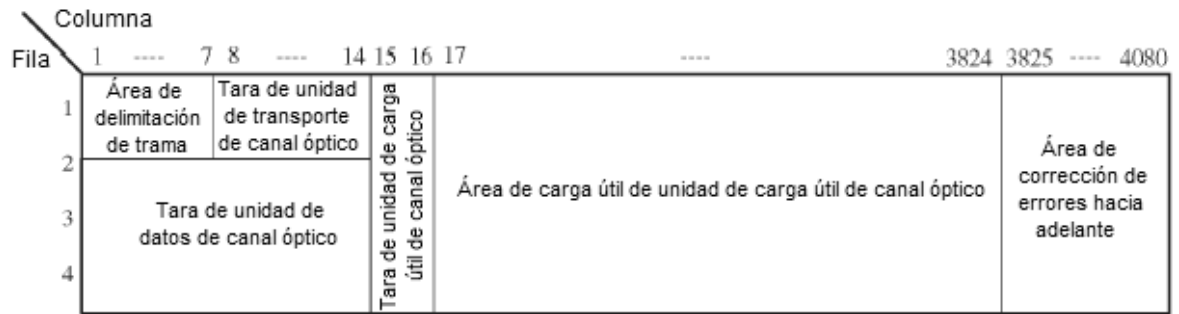 Columna
Fila
1 ---- 7 8 ---- 14 15 16 17 ---- 3824 3825 ---- 4080
1
2
3
4
Área de
delimitación
de trama
Tara de unidad
de transporte
de canal óptico
Tara de unidad de
datos de canal óptico
Tara de unidad de carga
útil de canal óptico
Área de carga útil de unidad de carga útil de canal óptico
Área de
corrección de
errores hacia
adelante